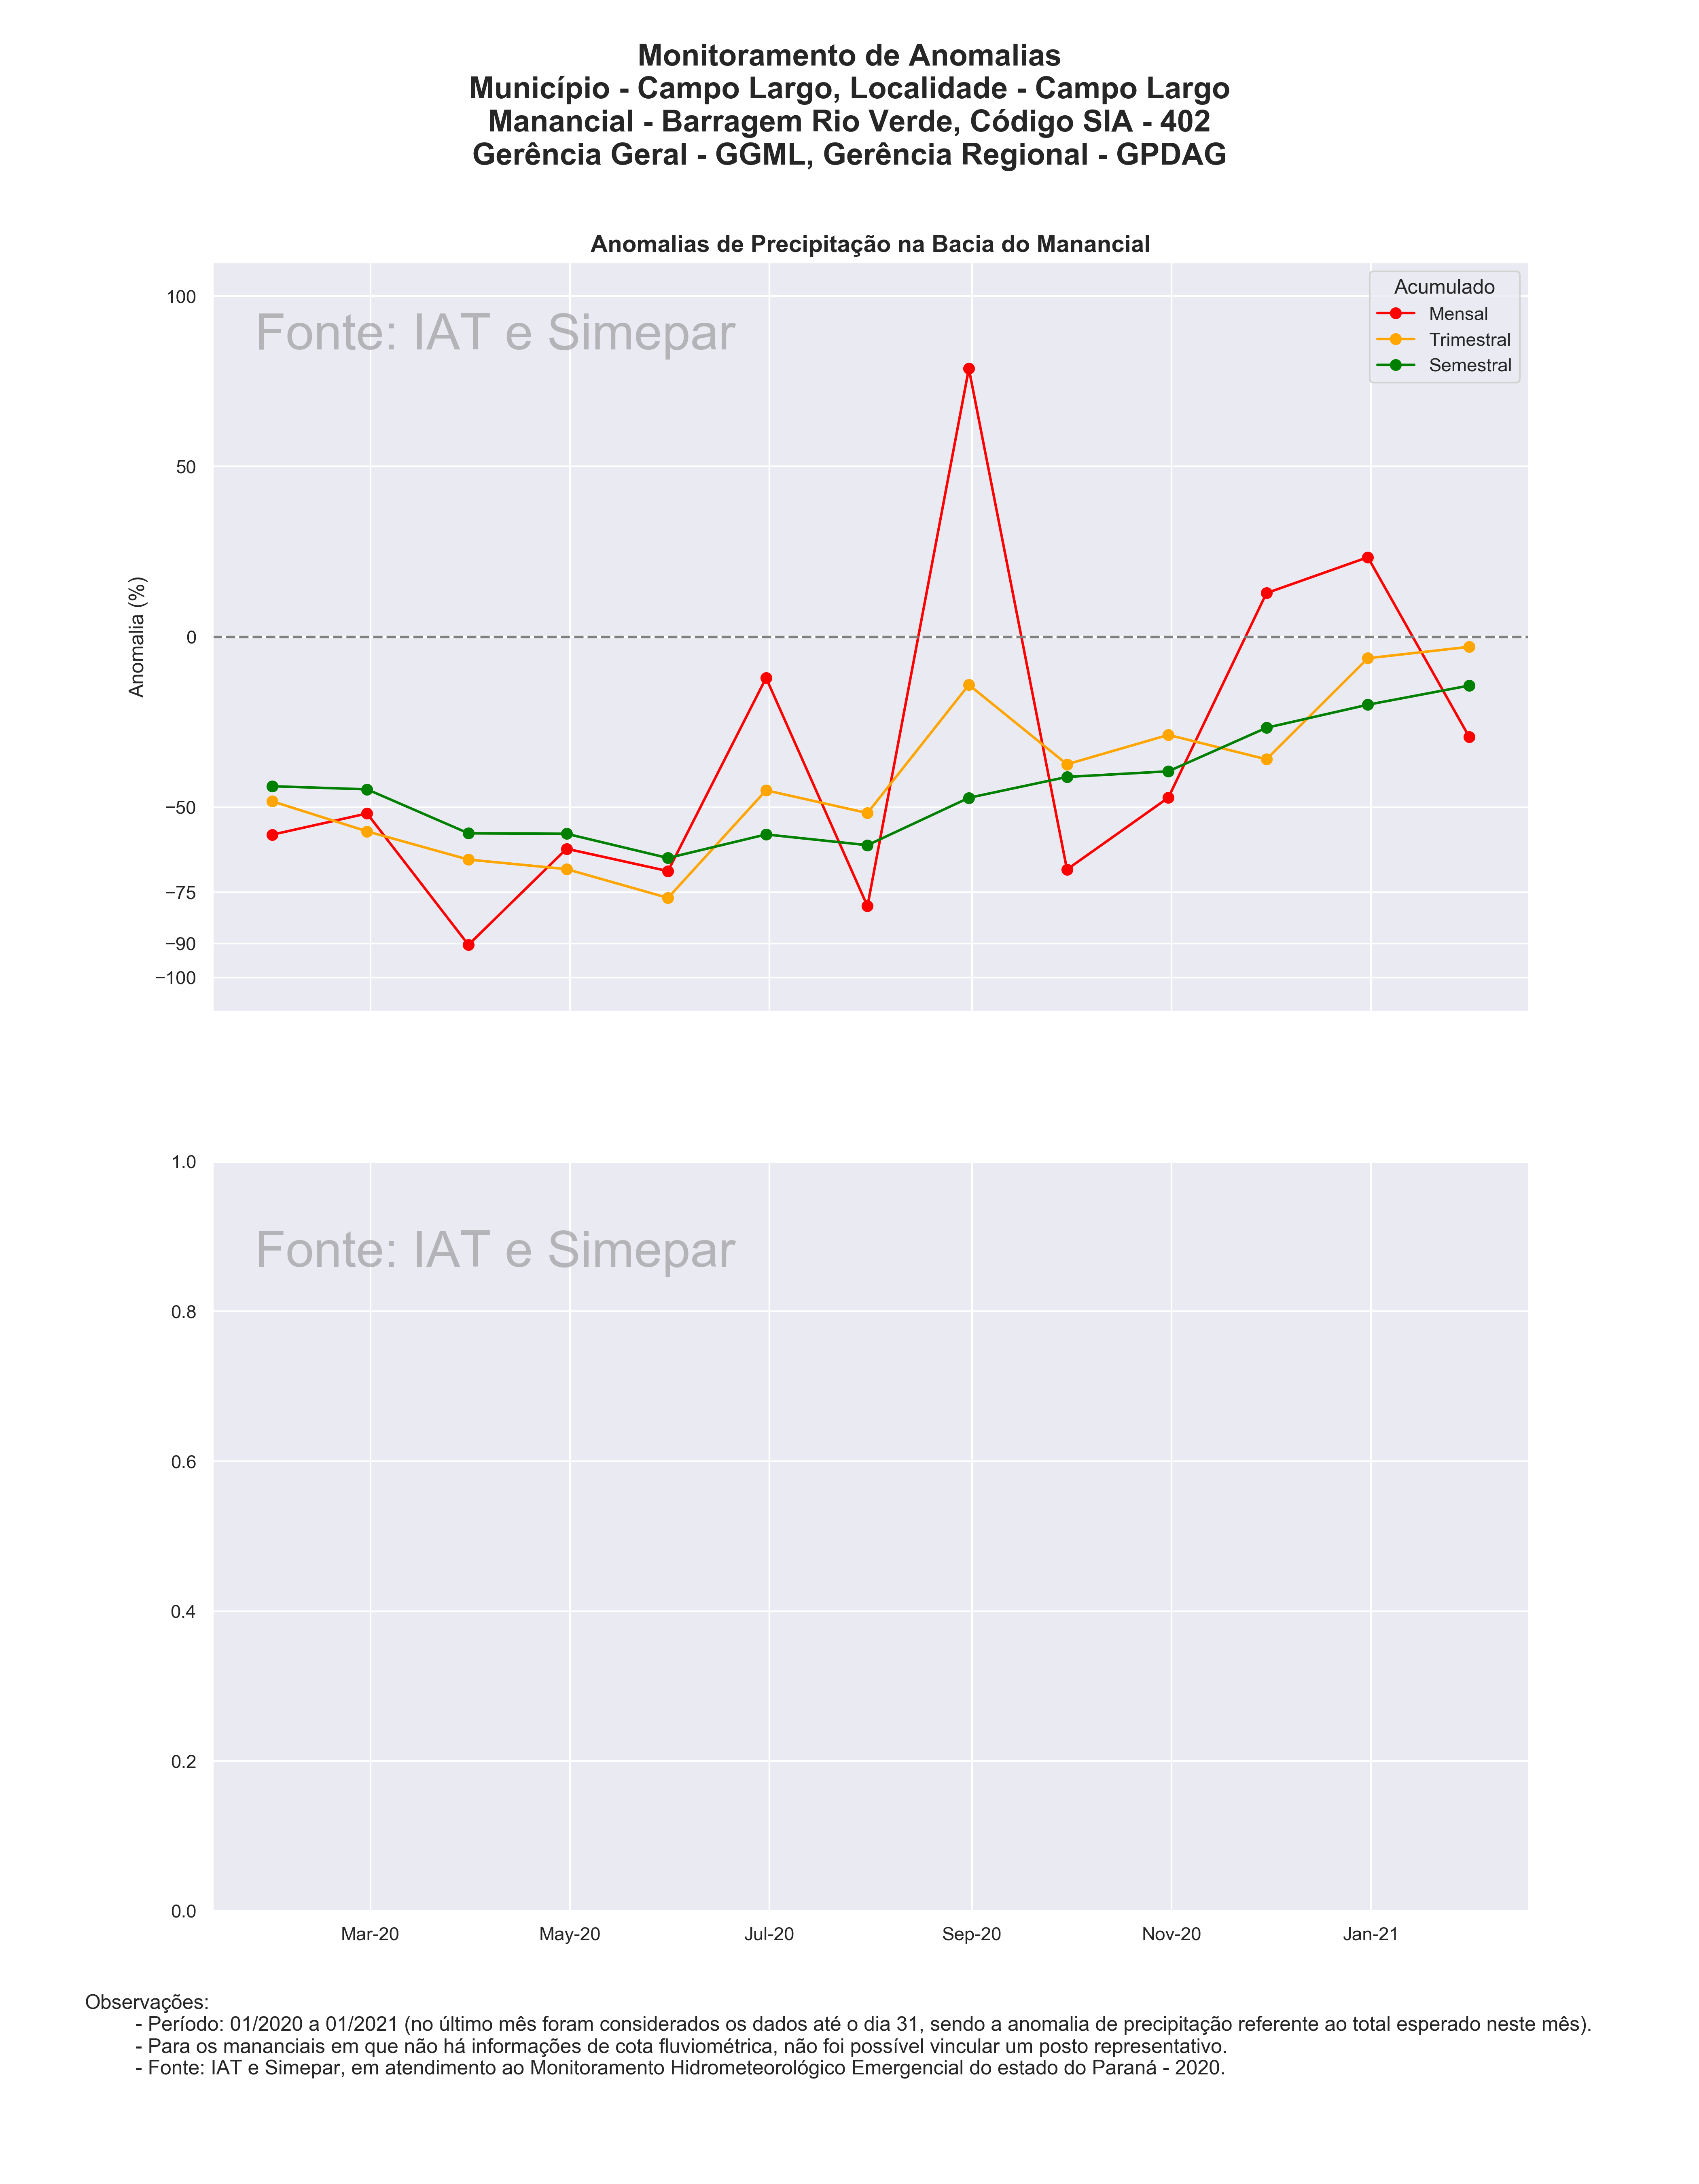 Monitoramento de Anomalias
Município - Campo Largo, Localidade - Campo Largo
Manancial - Barragem Rio Verde, Código SIA - 402
Gerência Geral - GGML, Gerência Regional - GPDAG
Anomalias de Precipitação na Bacia do Manancial
Fonte: IAT e Simepar
Acumulado
Mensal
Trimestral
Semestral
Anomalia (%)
100
50
0
−50
−75
−90
−100
Fonte: IAT e Simepar
1.0
0.8
0.6
0.4
0.2
0.0
Mar-20 May-20 Jul-20 Sep-20 Nov-20 Jan-21
Observações:
- Período: 01/2020 a 01/2021 (no último mês foram considerados os dados até o dia 31, sendo a anomalia de precipitação referente ao total esperado neste mês).
- Para os mananciais em que não há informações de cota fluviométrica, não foi possível vincular um posto representativo.
- Fonte: IAT e Simepar, em atendimento ao Monitoramento Hidrometeorológico Emergencial do estado do Paraná - 2020.